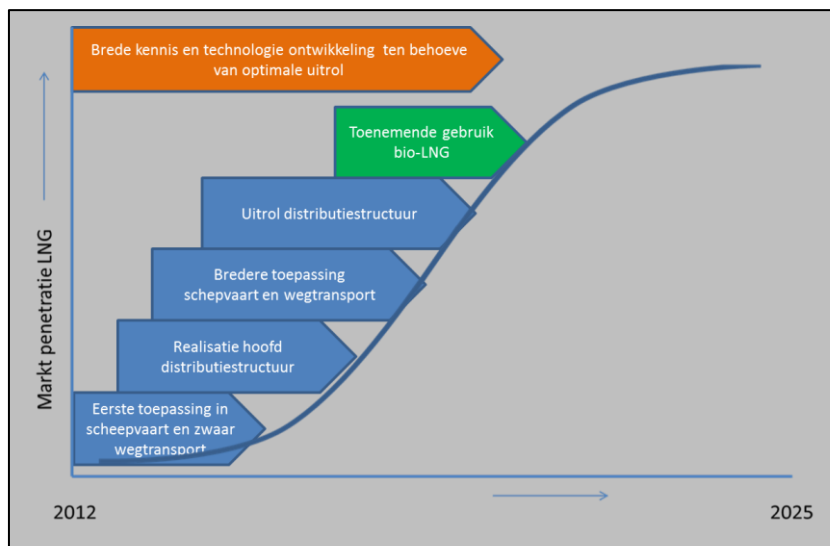 Brede kennis en technologie ontwikkeling ten behoeve
van optimale uitrol
Toenemende gebruik
bio-LNG
Uitrol distributiestructuur
Bredere toepassing
schepvaart en wegtransport
Realisatie hoofd
distributiestructuur
Eerste toepassing in
scheepvaart en zwaar
wegtransport
Markt penetratie LNG
2012
2025